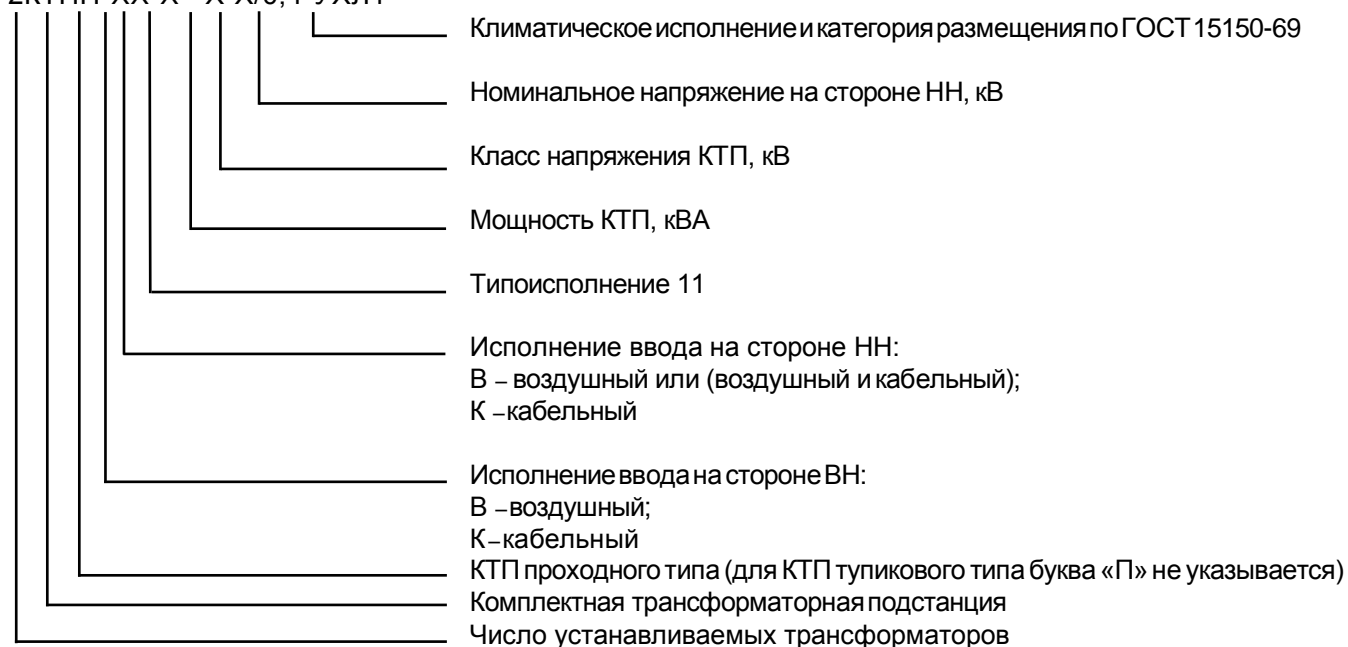 Климатическое исполнение и категория размещения по ГОСТ 15150-69
Номинальное напряжение на стороне НН, кВ
Класс напряжения КТП, кВ
Мощность КТП, кВА
Типоисполнение 11
Исполнение ввода на стороне НН:
В – воздушный или (воздушный и кабельный);
К –кабельный
Исполнение ввода на стороне ВН:
В –воздушный;
К–кабельный
КТП проходного типа (для КТП тупикового типа буква «П» не указывается)
Комплектная трансформаторная подстанция
Число устанавливаемых трансформаторов